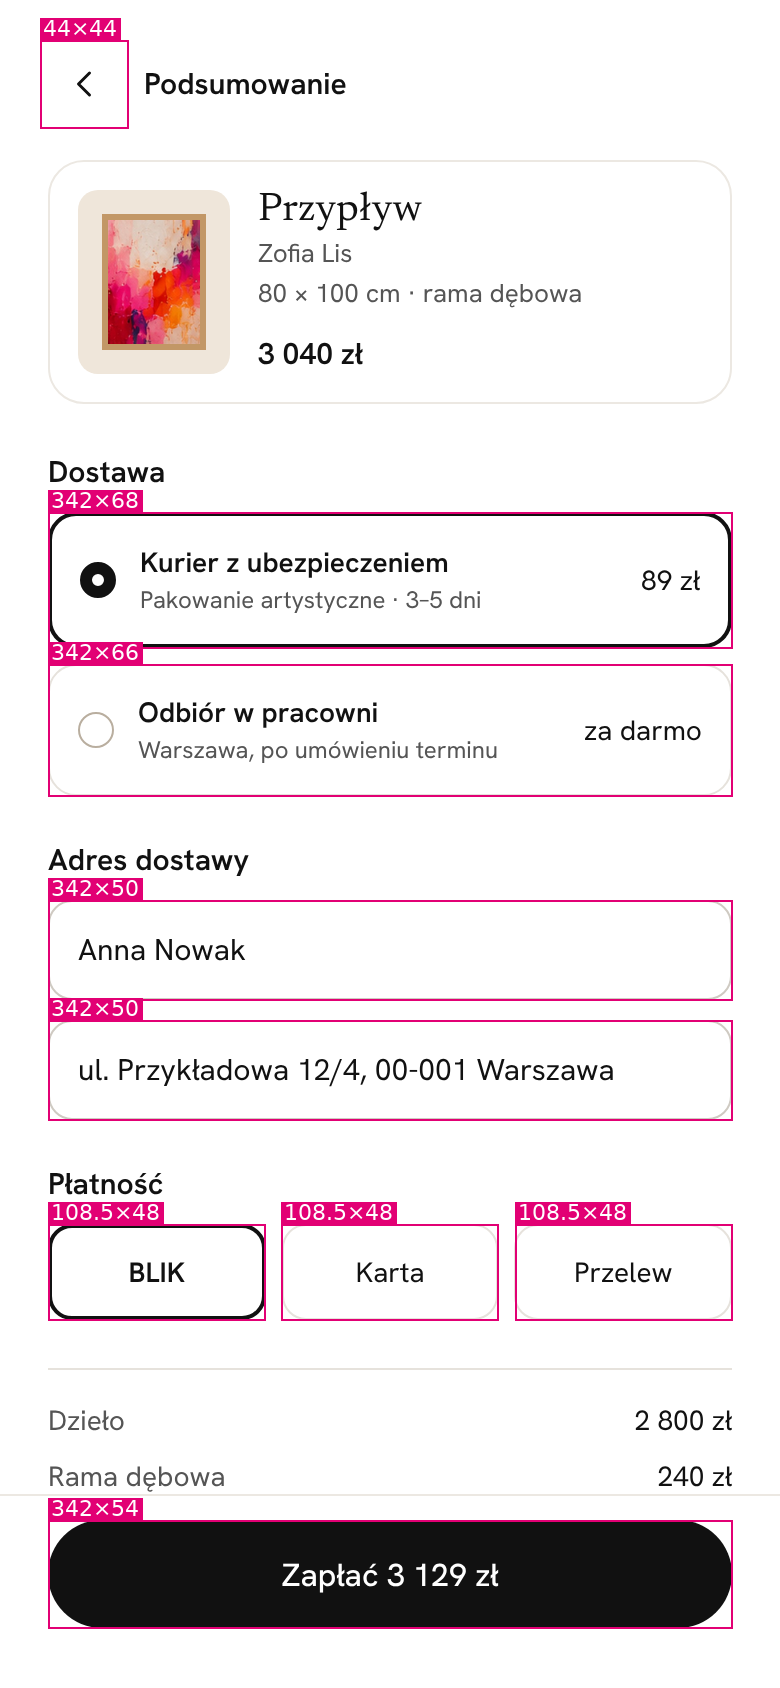 44×44
Podsumowanie
Przypływ
Zofia Lis
80 × 100 cm · rama dębowa
3 040 zł
Dostawa
342×68
Kurier z ubezpieczeniem
Pakowanie artystyczne · 3–5 dni
89 zł
342×66
Odbiór w pracowni
Warszawa, po umówieniu terminu
za darmo
Adres dostawy
342×50
Anna Nowak
342×50
ul. Przykładowa 12/4, 00-001 Warszawa
Płatność
108.5×48 108.5×48 108.5×48
BLIK Karta Przelew
Dzieło 2 800 zł
Rama dębowa 240 zł
342×54
Zapłać 3 129 zł